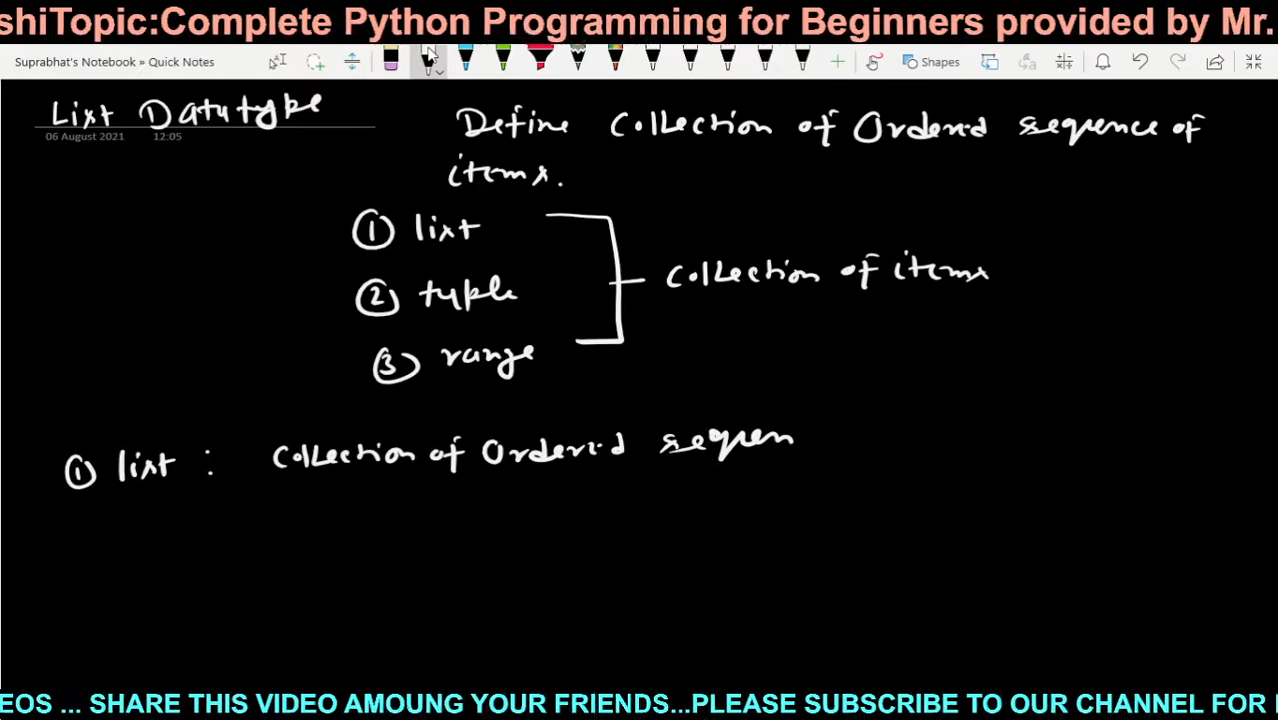 shiTopic:Complete Python Programming for Beginners provided by Mr.
Suprabhat's Notebook » Quick Notes
Shapes
List Datatype
06 August 2021 12:05
Define Collection of Ordered sequence of
items.
① list
② typle
③ range
Collection of items
① list : Collection of Ordered sequen
EOS ... SHARE THIS VIDEO AMOUNG YOUR FRIENDS...PLEASE SUBSCRIBE TO OUR CHANNEL FOR